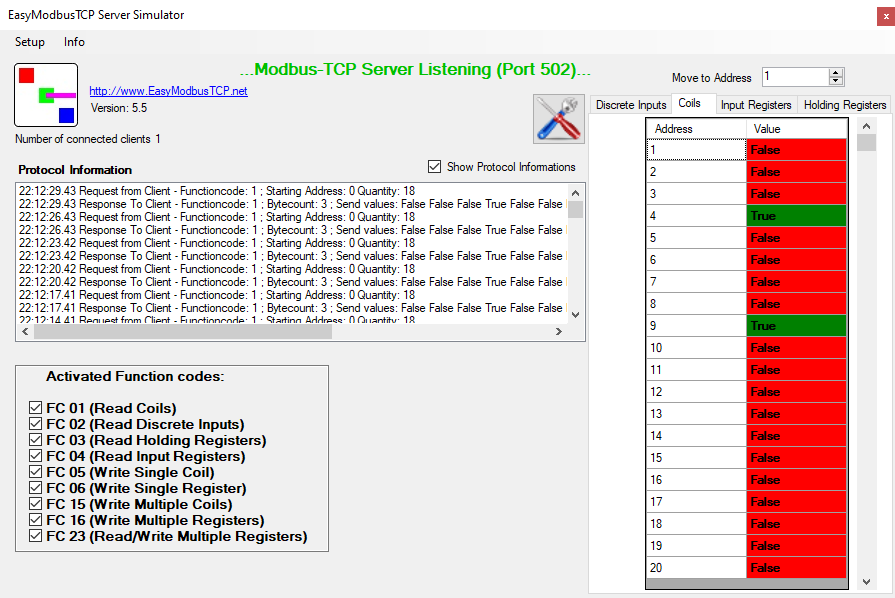 EasyModbusTCP Server Simulator
x
Setup Info
...Modbus-TCP Server Listening (Port 502)...
http://www.EasyModbusTCP.net
Version: 5.5
Number of connected clients 1
Move to Address 1
Protocol Information
Show Protocol Informations
22:12:29.43 Request from Client - Functioncode: 1 ; Starting Address: 0 Quantity: 18
22:12:29.43 Response To Client - Functioncode: 1 ; Bytecount: 3 ; Send values: False False False True False False
22:12:26.43 Request from Client - Functioncode: 1 ; Starting Address: 0 Quantity: 18
22:12:26.43 Response To Client - Functioncode: 1 ; Bytecount: 3 ; Send values: False False False True False False
22:12:23.42 Request from Client - Functioncode: 1 ; Starting Address: 0 Quantity: 18
22:12:23.42 Response To Client - Functioncode: 1 ; Bytecount: 3 ; Send values: False False False True False False
22:12:20.42 Request from Client - Functioncode: 1 ; Starting Address: 0 Quantity: 18
22:12:20.42 Response To Client - Functioncode: 1 ; Bytecount: 3 ; Send values: False False False True False False
22:12:17.41 Request from Client - Functioncode: 1 ; Starting Address: 0 Quantity: 18
22:12:17.41 Response To Client - Functioncode: 1 ; Bytecount: 3 ; Send values: False False False True False False
22:12:14.41 Request from Client - Functioncode: 1 ; Starting Address: 0 Quantity: 18
Activated Function codes:
FC 01 (Read Coils)
FC 02 (Read Discrete Inputs)
FC 03 (Read Holding Registers)
FC 04 (Read Input Registers)
FC 05 (Write Single Coil)
FC 06 (Write Single Register)
FC 15 (Write Multiple Coils)
FC 16 (Write Multiple Registers)
FC 23 (Read/Write Multiple Registers)
Discrete Inputs Coils Input Registers Holding Registers
Address Value
1 False
2 False
3 False
4 True
5 False
6 False
7 False
8 False
9 True
10 False
11 False
12 False
13 False
14 False
15 False
16 False
17 False
18 False
19 False
20 False